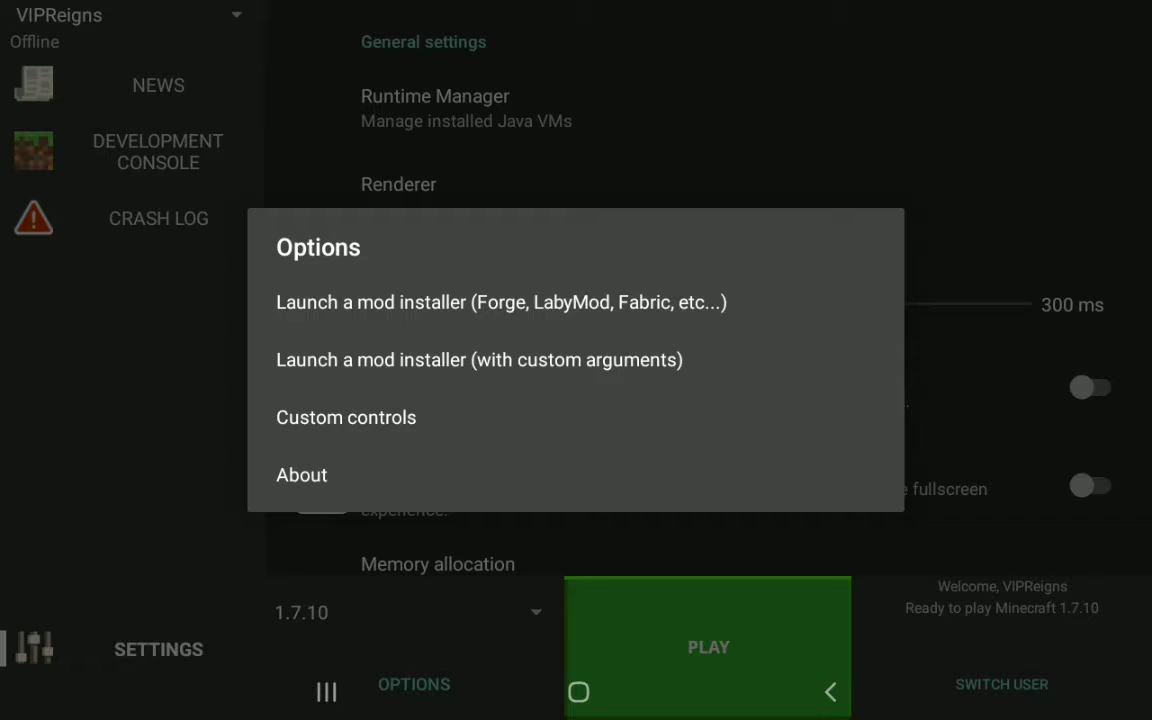 VIPReigns
Offline
NEWS
DEVELOPMENT
CONSOLE
CRASH LOG
SETTINGS
General settings
Runtime Manager
Manage installed Java VMs
Renderer
Options
Launch a mod installer (Forge, LabyMod, Fabric, etc...)
Launch a mod installer (with custom arguments)
Custom controls
About
300 ms
fullscreen
experience.
Memory allocation
1.7.10
OPTIONS
PLAY
Welcome, VIPReigns
Ready to play Minecraft 1.7.10
SWITCH USER